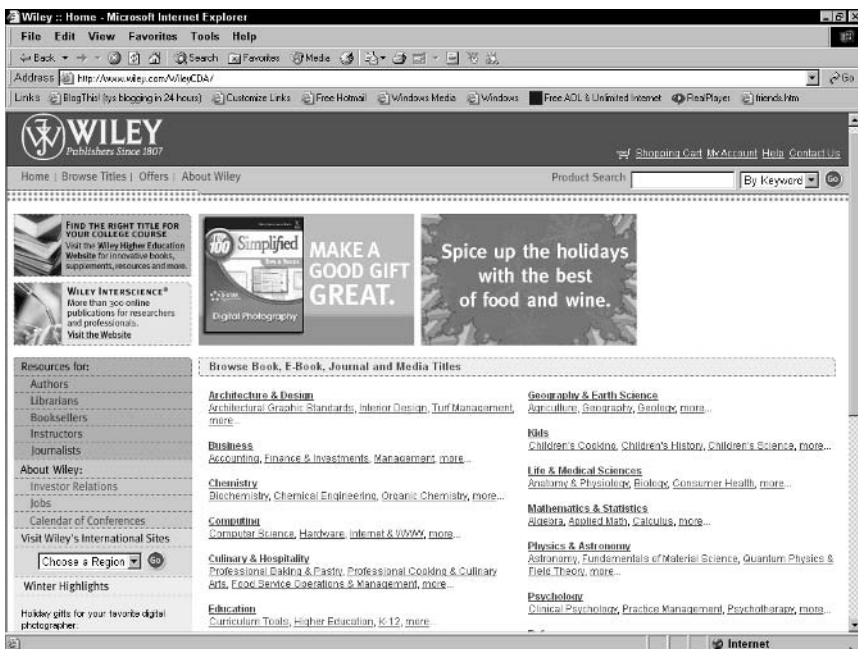 Wiley :: Home - Microsoft Internet Explorer
File Edit View Favorites Tools Help
Back Search Favorites Media
Address http://www.wiley.com/WileyCDA/ Go
Links BlogThis! (tys blogging in 24 hours) Customize Links Free Hotmail Windows Media Windows Free AOL & Unlimited Internet RealPlayer friends.htm
WILEY
Publishers Since 1807
Shopping Cart My Account Help Contact Us
Home | Browse Titles | Offers | About Wiley
Product Search By Keyword Go
FIND THE RIGHT TITLE FOR
YOUR COLLEGE COURSE
Visit the Wiley Higher Education
Website for innovative books,
supplements, resources and more.
WILEY INTERSCIENCE®
More than 300 online
publications for researchers
and professionals.
Visit the Website
TOP 100 Simplified
Digital Photography
MAKE A
GOOD GIFT
GREAT.
Spice up the holidays
with the best
of food and wine.
Resources for:
Authors
Librarians
Booksellers
Instructors
Journalists
About Wiley:
Investor Relations
Jobs
Calendar of Conferences
Visit Wiley's International Sites
Choose a Region Go
Winter Highlights
Holiday gifts for your favorite digital
photographer:
Browse Book, E-Book, Journal and Media Titles
Architecture & Design
Architectural Graphic Standards, Interior Design, Turf Management,
more...
Business
Accounting, Finance & Investments, Management, more...
Chemistry
Biochemistry, Chemical Engineering, Organic Chemistry, more...
Computing
Computer Science, Hardware, Internet & WWW, more...
Culinary & Hospitality
Professional Baking & Pastry, Professional Cooking & Culinary
Arts, Food Service Operations & Management, more...
Education
Curriculum Tools, Higher Education, K-12, more...
Geography & Earth Science
Agriculture, Geography, Geology, more...
Kids
Children's Cooking, Children's History, Children's Science, more...
Life & Medical Sciences
Anatomy & Physiology, Biology, Consumer Health, more...
Mathematics & Statistics
Algebra, Applied Math, Calculus, more...
Physics & Astronomy
Astronomy, Fundamentals of Material Science, Quantum Physics &
Field Theory, more...
Psychology
Clinical Psychology, Practice Management, Psychotherapy, more...
Internet